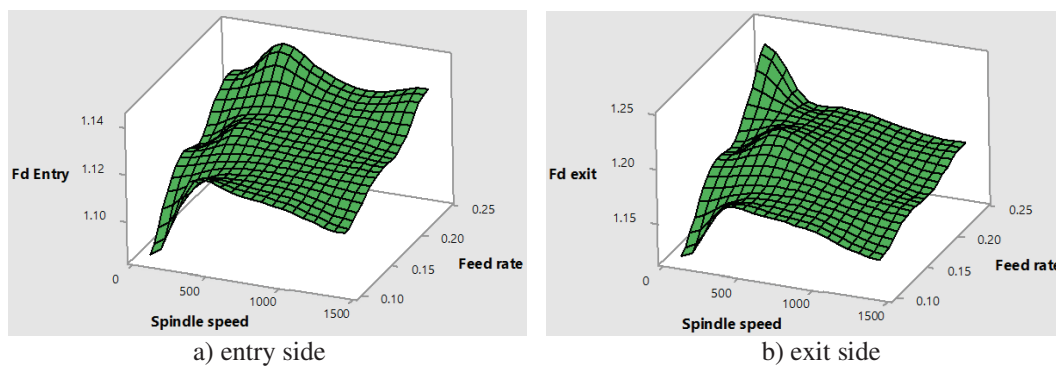 1.14
Fd Entry
1.12
1.10
0
500
1000
1500
Spindle speed
0.10
0.15
0.20
0.25
Feed rate
a) entry side
1.25
1.20
Fd exit
1.15
0
500
1000
1500
Spindle speed
0.10
0.15
0.20
0.25
Feed rate
b) exit side